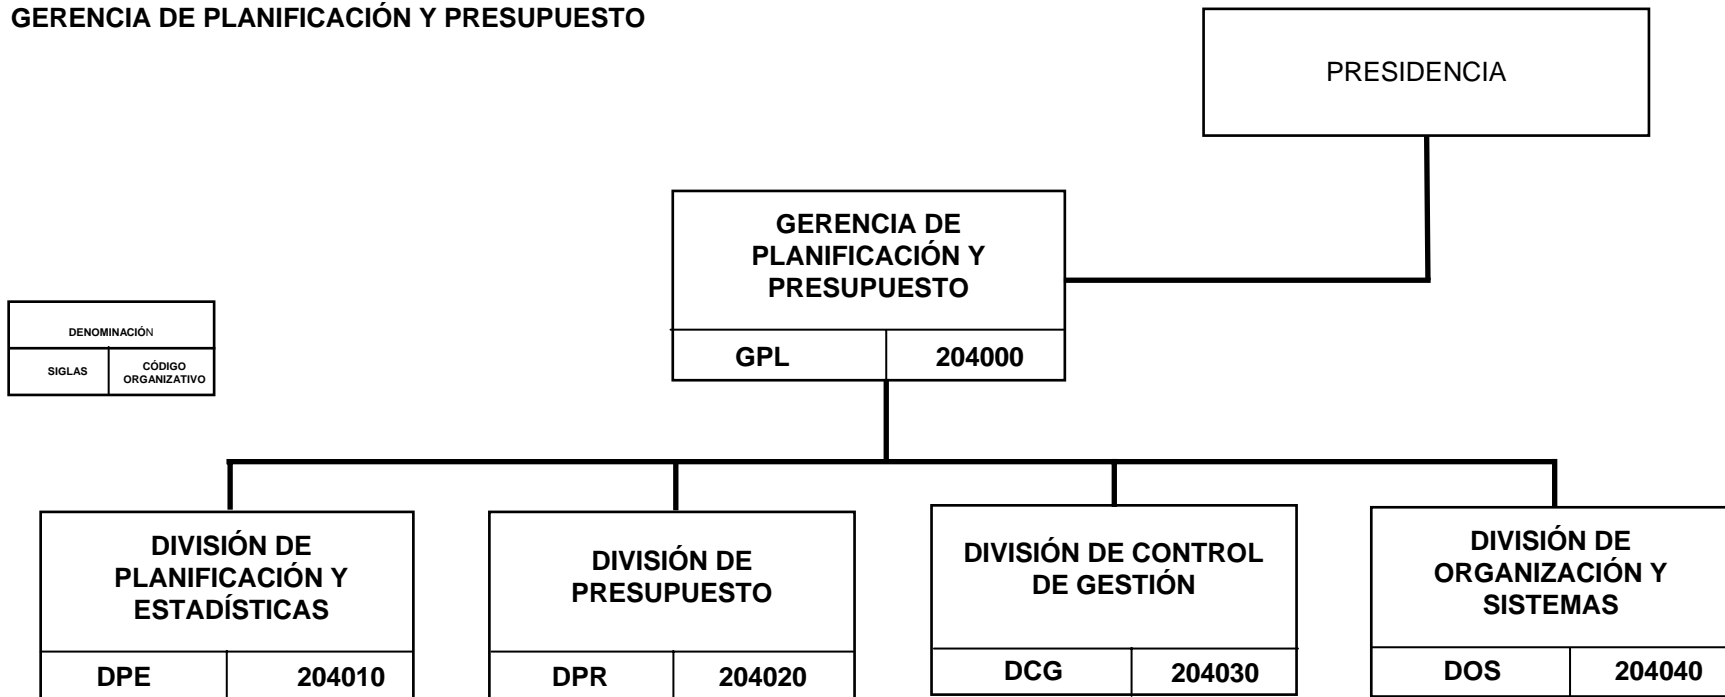 GERENCIA DE PLANIFICACIÓN Y PRESUPUESTO
PRESIDENCIA
GERENCIA DE
PLANIFICACIÓN Y
PRESUPUESTO
GPL 204000
DENOMINACIÓN
SIGLAS
CÓDIGO
ORGANIZATIVO
DIVISIÓN DE
PLANIFICACIÓN Y
ESTADÍSTICAS
DPE 204010
DIVISIÓN DE
PRESUPUESTO
DPR 204020
DIVISIÓN DE CONTROL
DE GESTIÓN
DCG 204030
DIVISIÓN DE
ORGANIZACIÓN Y
SISTEMAS
DOS 204040